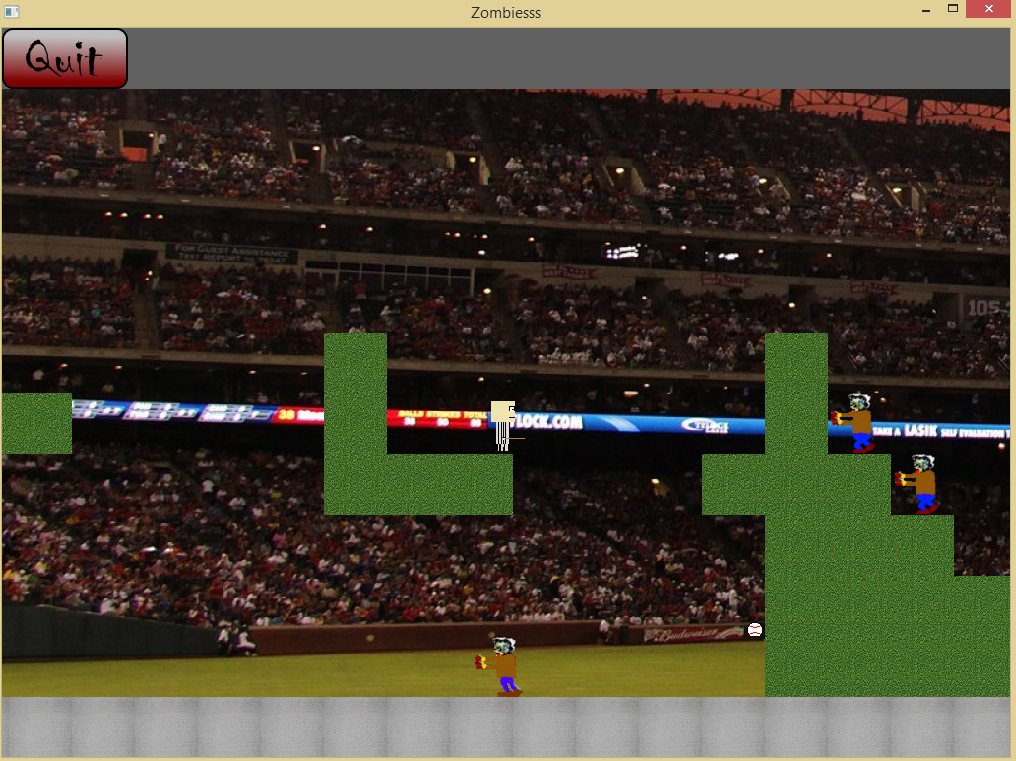 Zombiesss
Quit
FOR GUEST ASSISTANCE
TEXT REPORT TO
105
38
BALLS STRIKES TOTAL
LOCK.COM
TAKE A LASIK SELF EVALUATION T
Budweiser